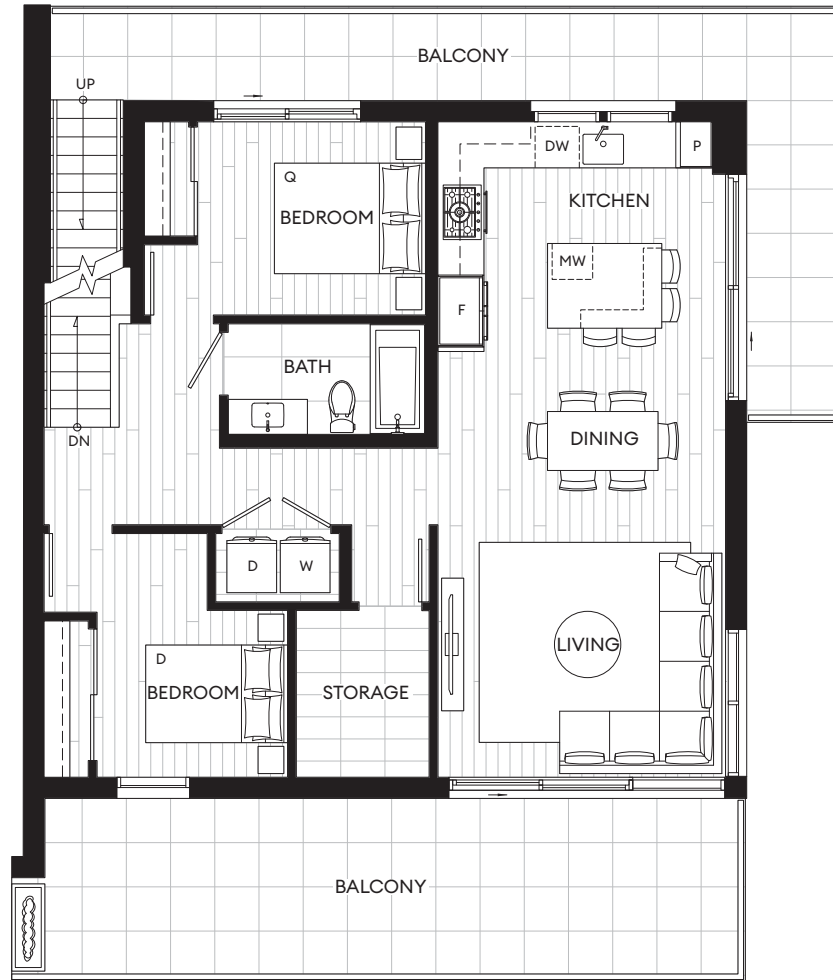 BALCONY
UP
DW
P
Q
BEDROOM
KITCHEN
MW
F
BATH
DINING
DN
D
W
LIVING
D
BEDROOM
STORAGE
BALCONY